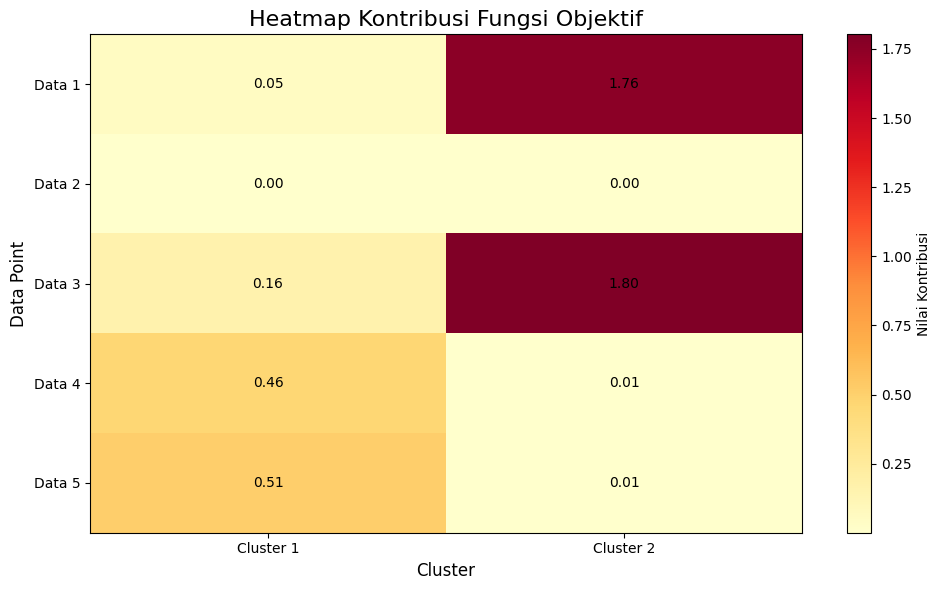 Heatmap Kontribusi Fungsi Objektif
Data 1
0.05
1.76
Data 2
0.00
0.00
Data 3
0.16
1.80
Data 4
0.46
0.01
Data 5
0.51
0.01
Cluster 1
Cluster 2
Cluster
Data Point
1.75
1.50
1.25
1.00
0.75
0.50
0.25
Nilai Kontribusi